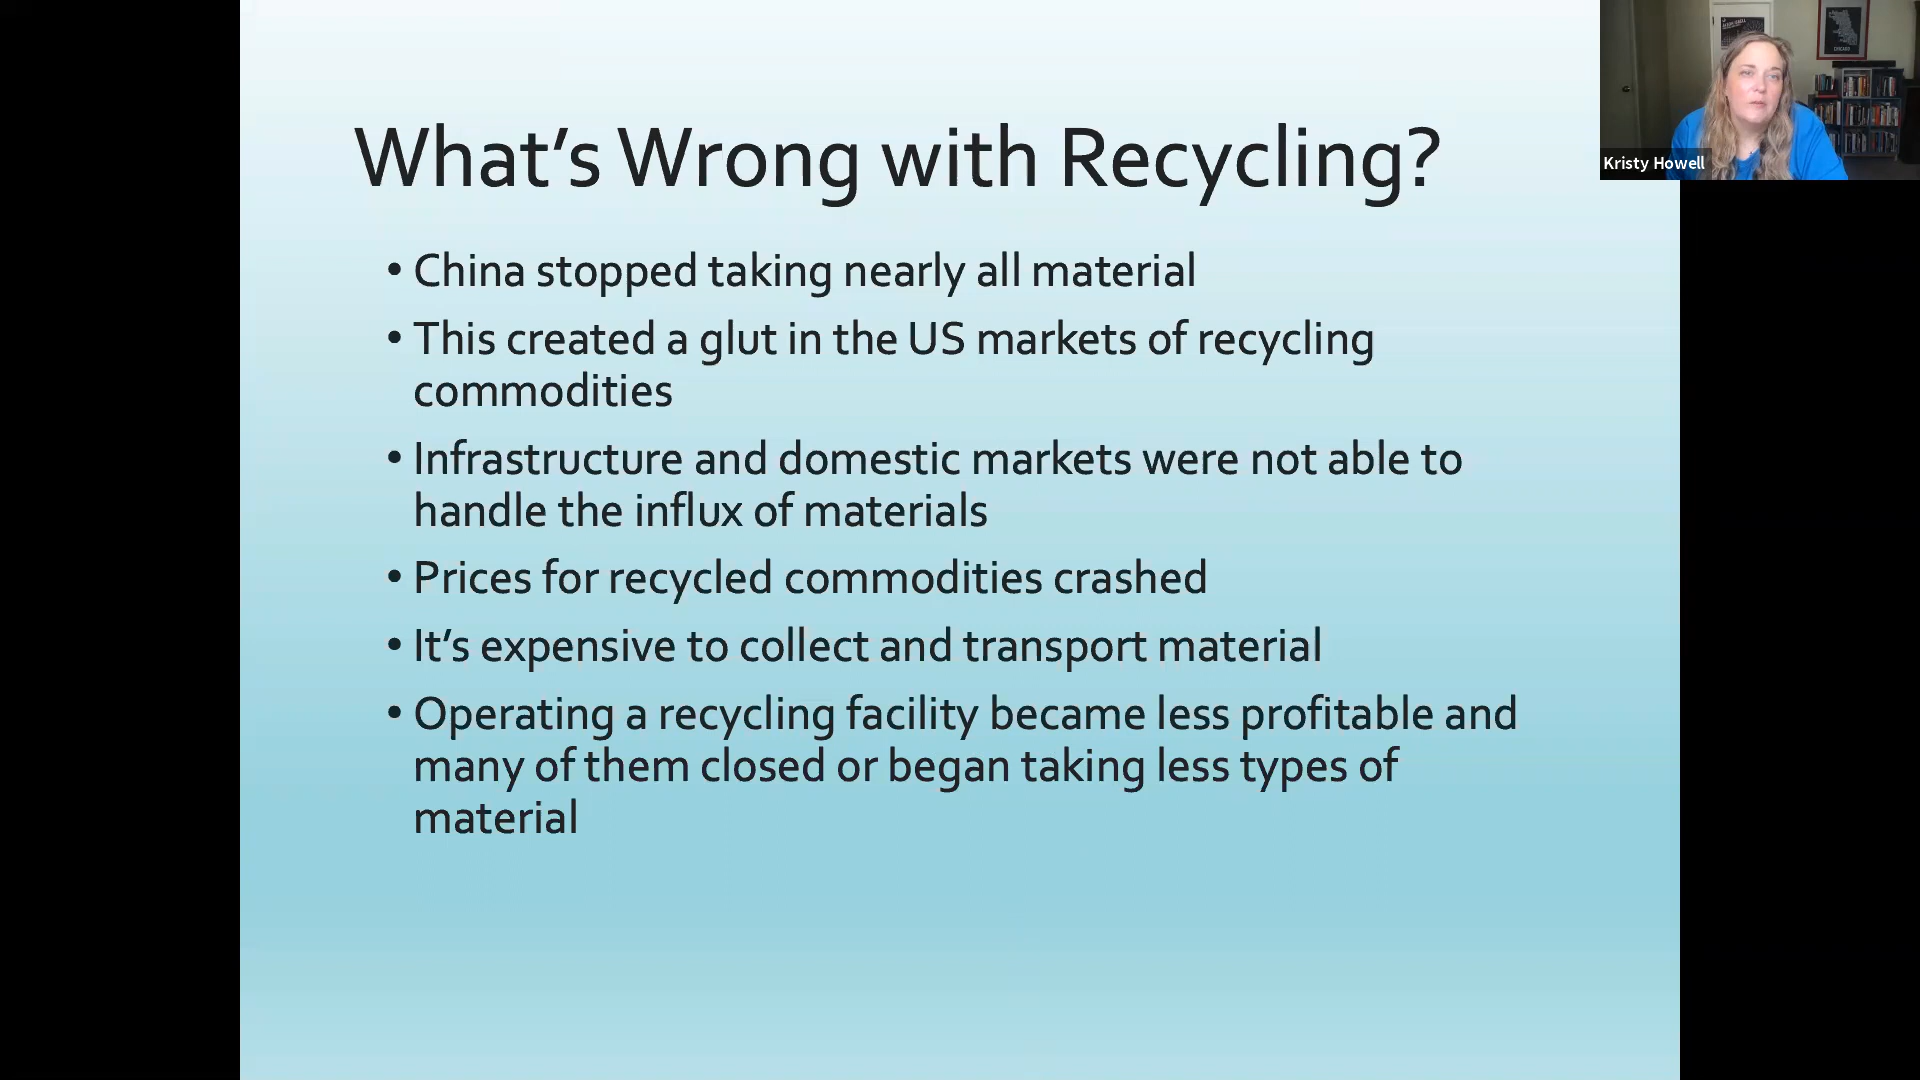 What's Wrong with Recycling?
• China stopped taking nearly all material
• This created a glut in the US markets of recycling
commodities
• Infrastructure and domestic markets were not able to
handle the influx of materials
• Prices for recycled commodities crashed
• It's expensive to collect and transport material
• Operating a recycling facility became less profitable and
many of them closed or began taking less types of
material
Kristy Howell
CHICAGO